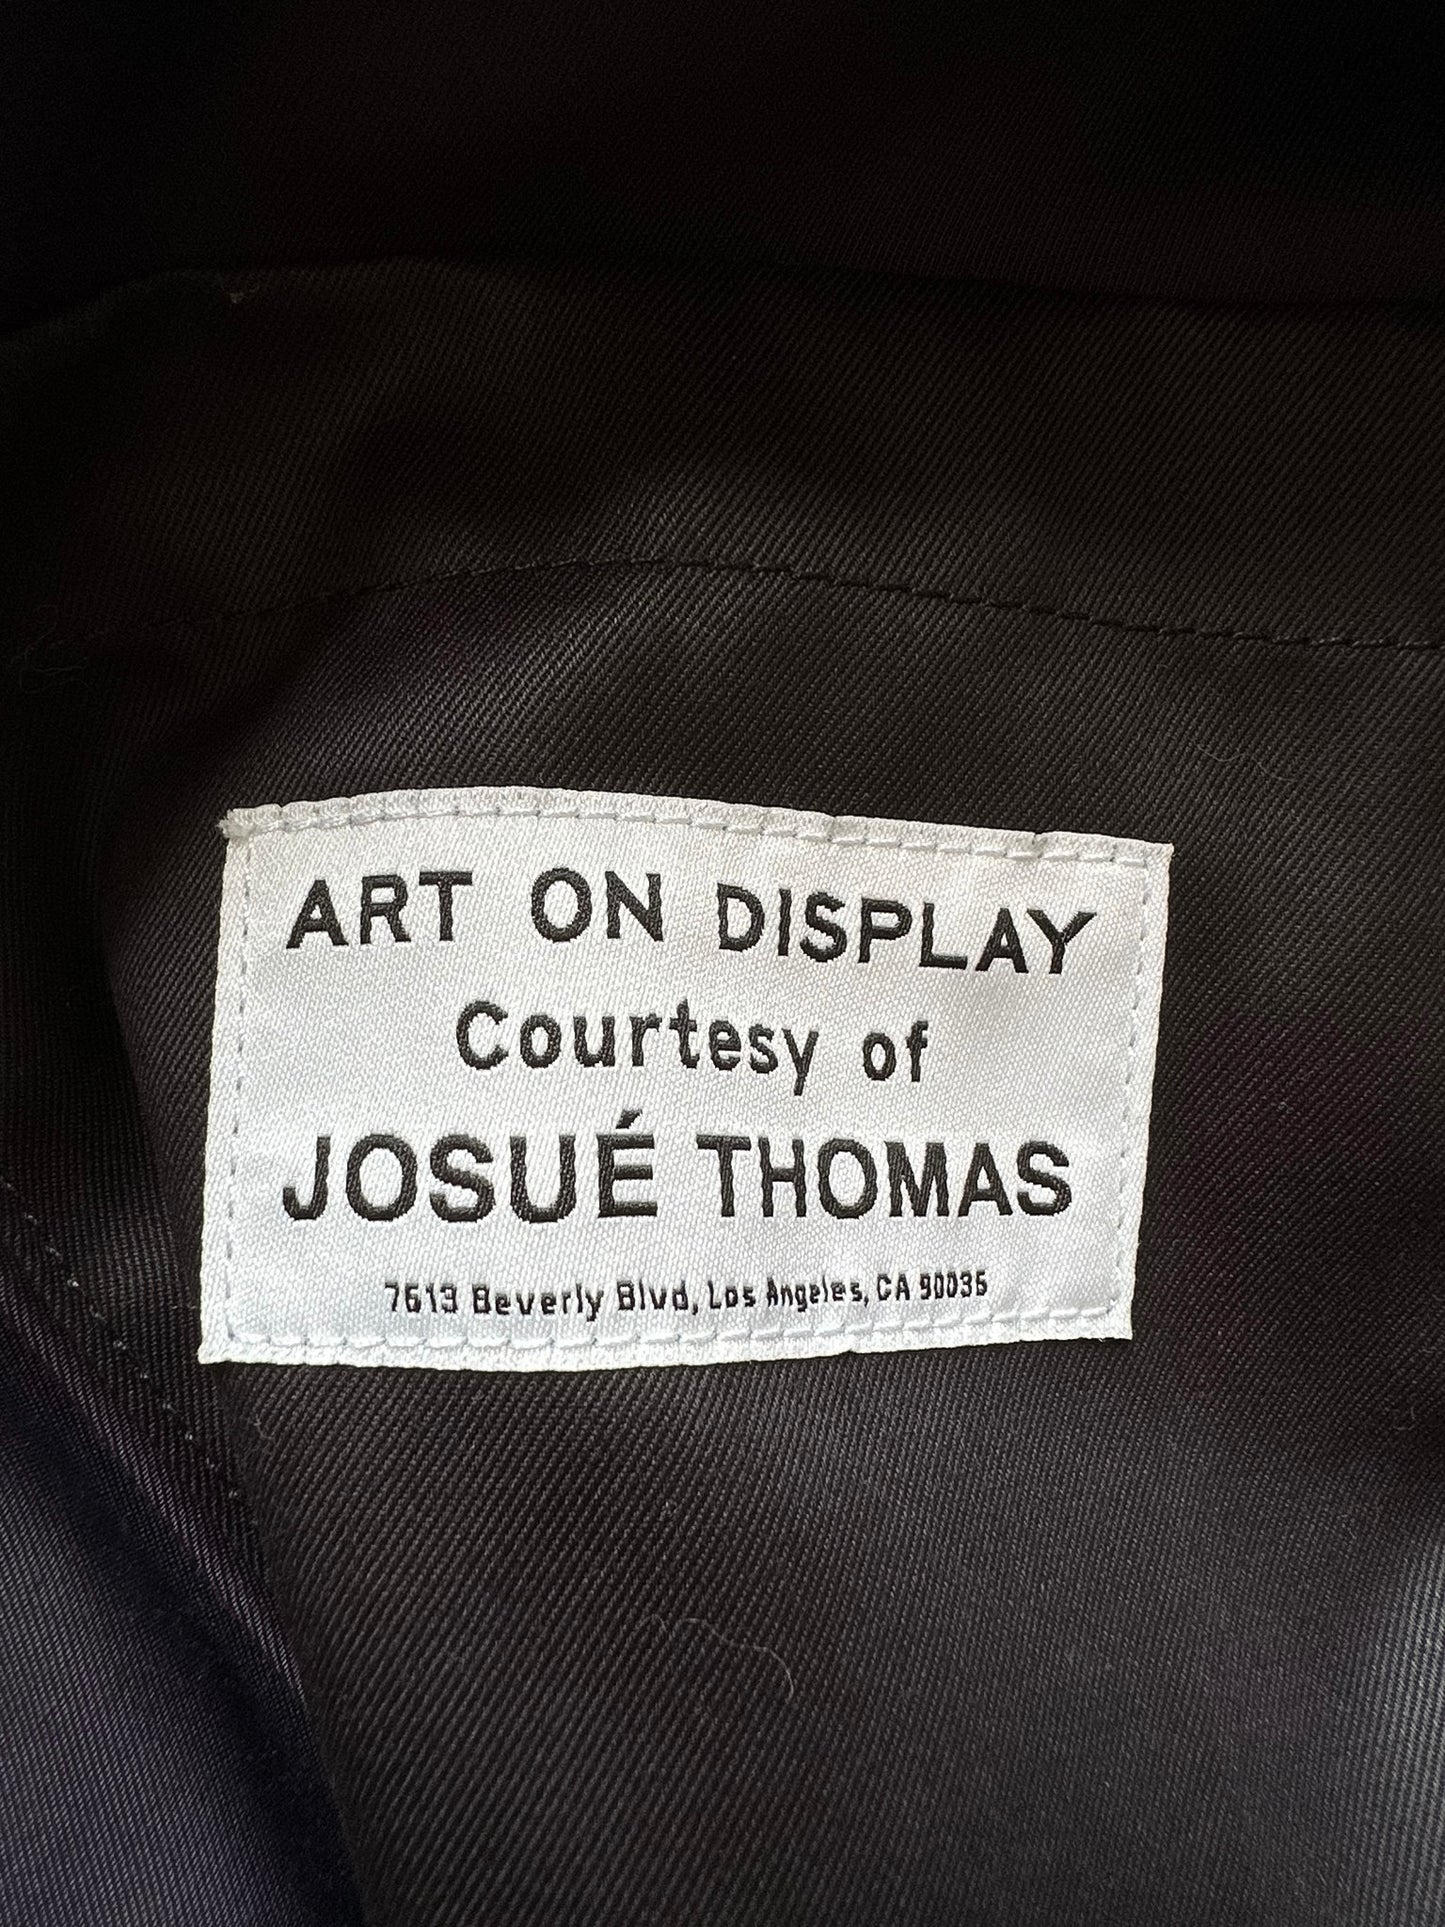 ART ON DISPLAY
Courtesy of
JOSUÉ THOMAS
7613 Beverly Blvd, Los Angeles, CA 90036